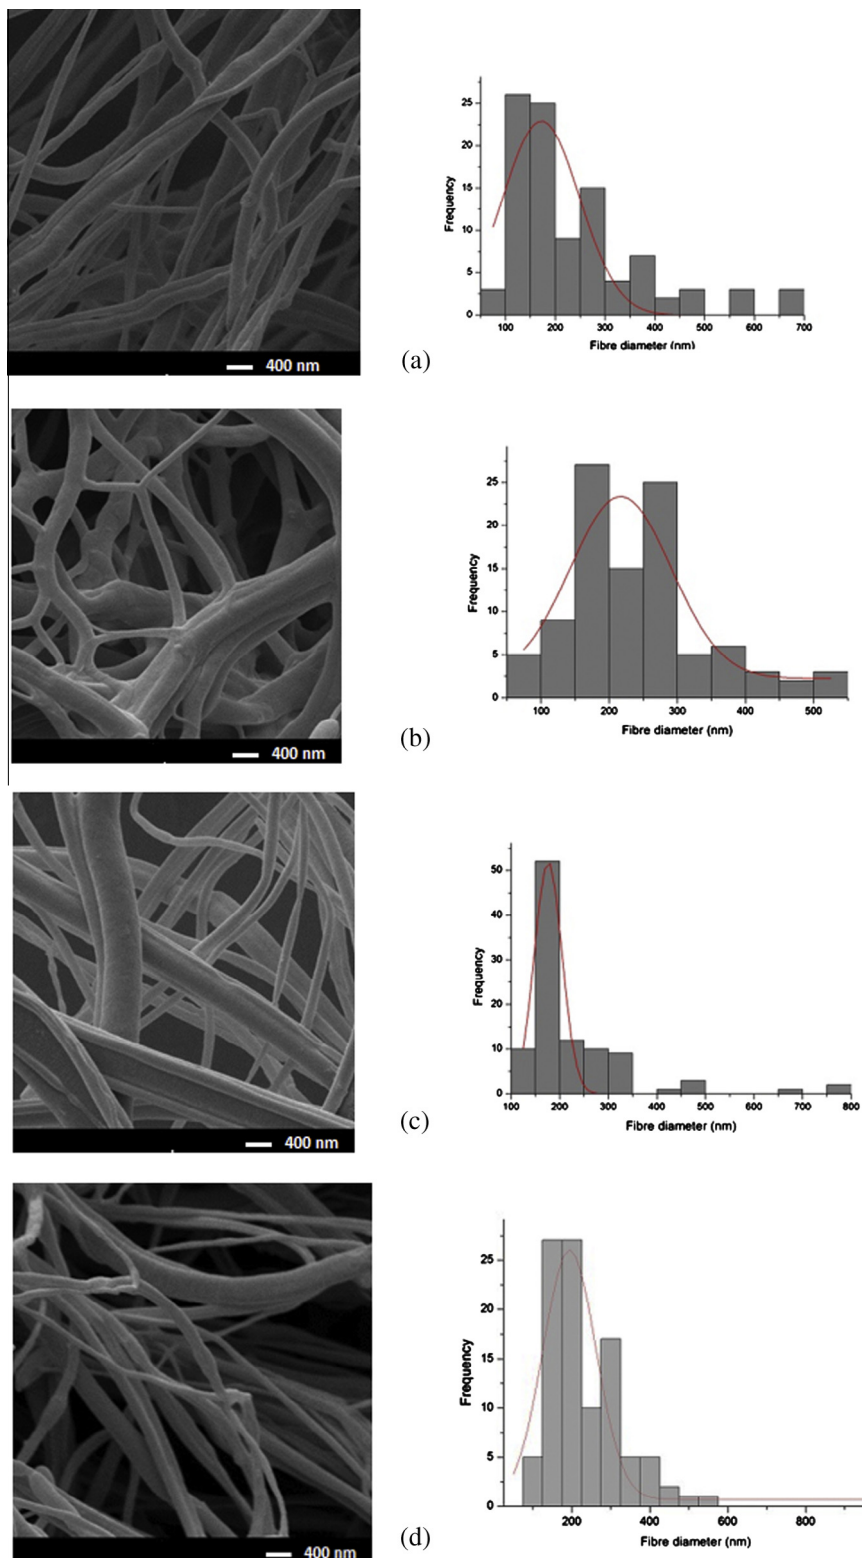 25
20
15
10
5
0
Frequency
100 200 300 400 500 600 700
Fibre diameter (nm)
400 nm
(a)
25
20
15
10
5
0
Frequency
100 200 300 400 500
Fibre diameter (nm)
400 nm
(b)
50
40
30
20
10
0
Frequency
100 200 300 400 500 600 700 800
Fibre diameter (nm)
400 nm
(c)
25
20
15
10
5
0
Frequency
200 400 600 800
Fibre diameter (nm)
400 nm
(d)